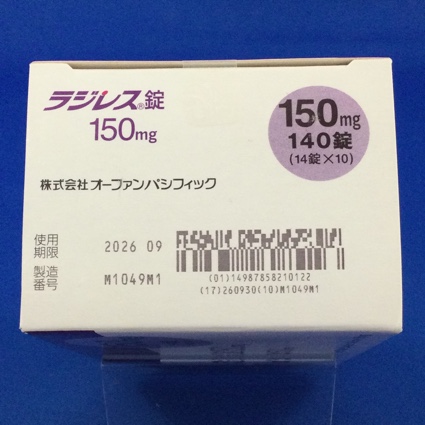 ラジレス®錠
150mg
150mg
140錠
(14錠×10)
株式会社 オーファンパシフィック
使用
期限 2026 09
製造
番号 M1049M1
(01)14987858210122
(17)260930(10)M1049M1